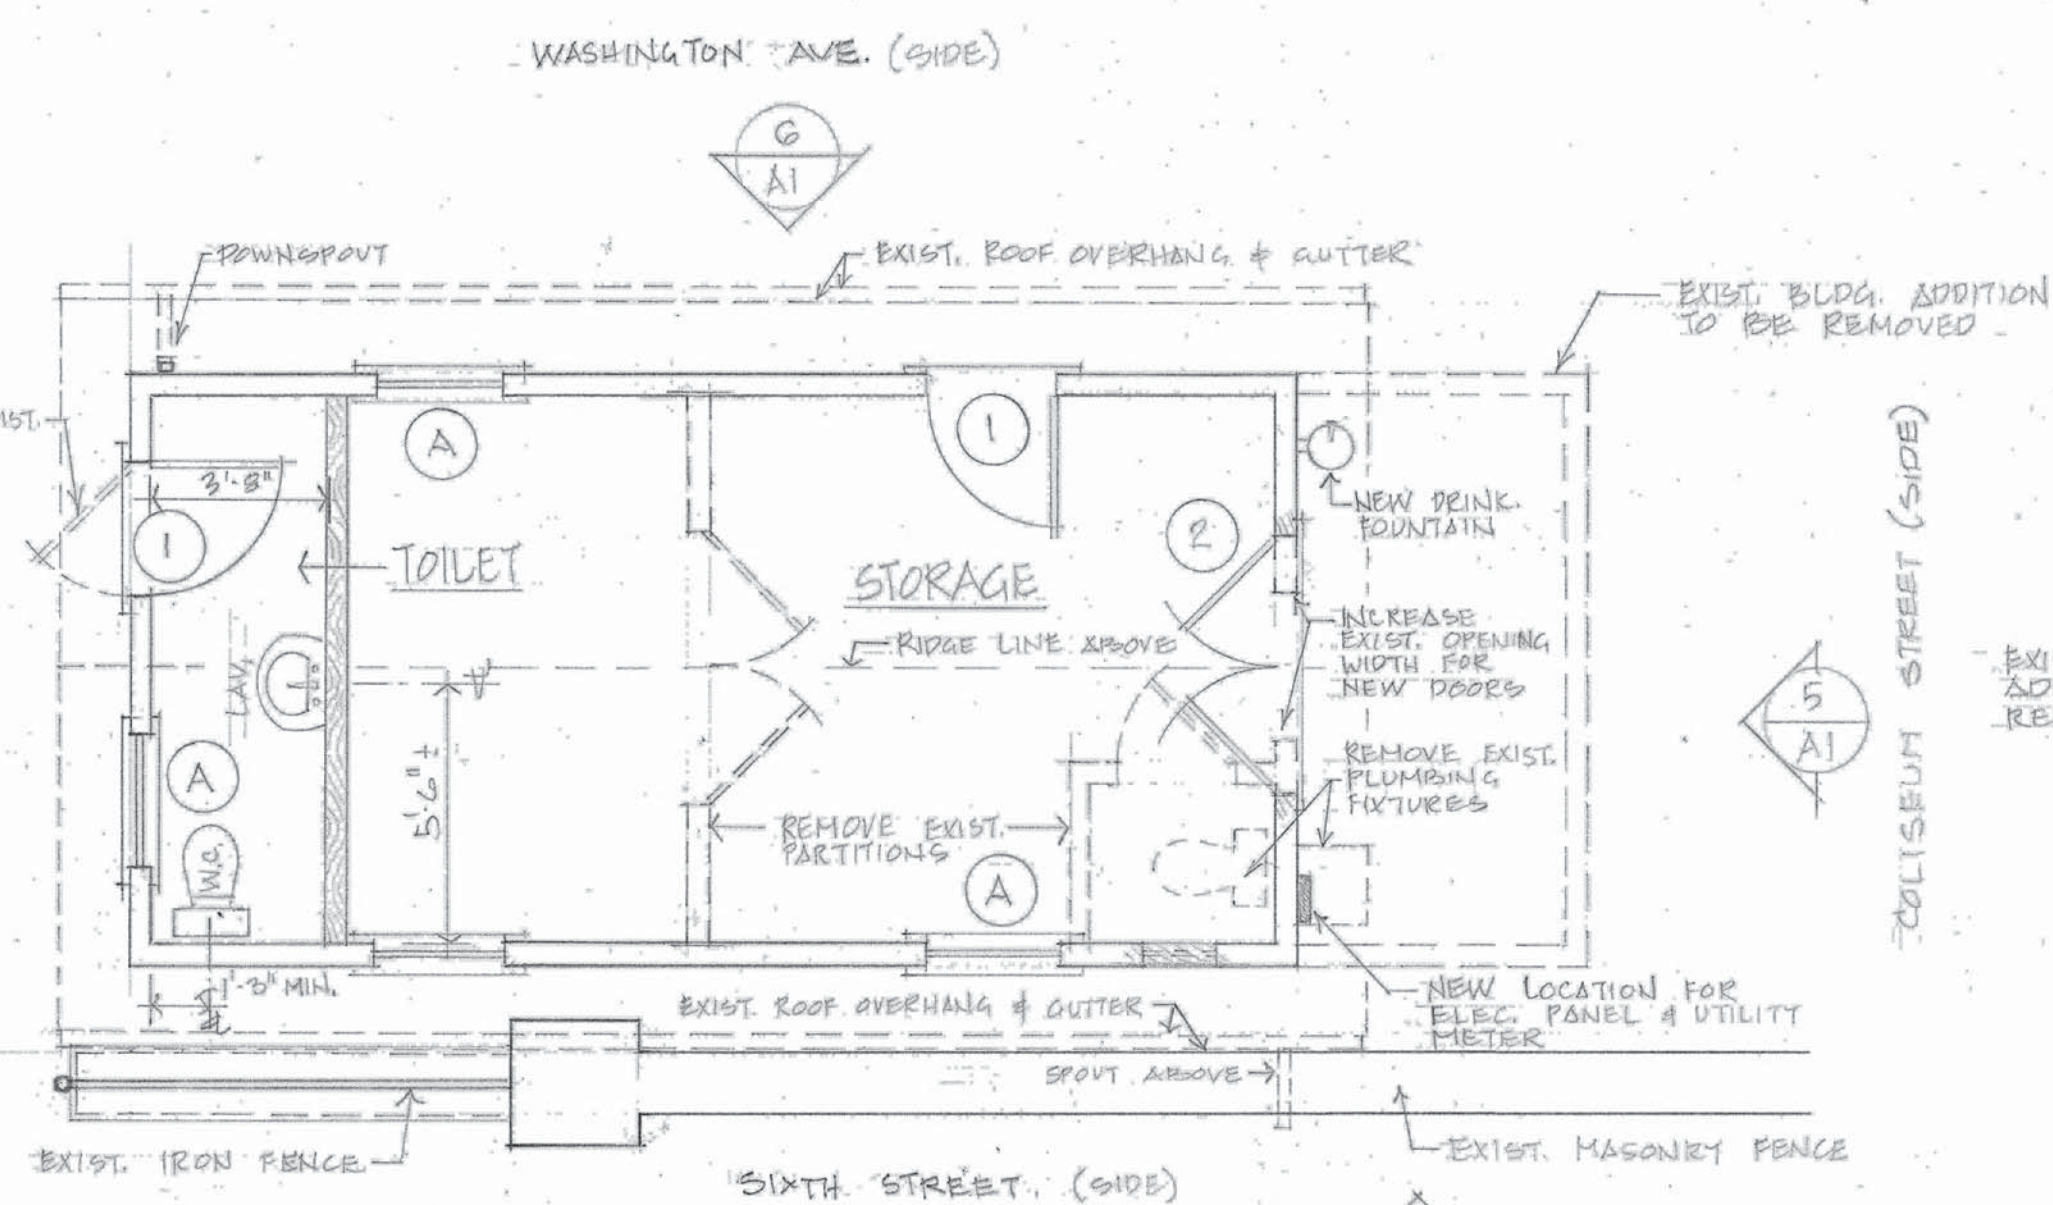 WASHINGTON AVE. (SIDE)
6
A1
DOWNSPOUT
EXIST. ROOF OVERHANG & GUTTER
EXIST. BLDG. ADDITION
TO BE REMOVED
A
1
3'-8"
1
2
NEW DRINK.
FOUNTAIN
TOILET
STORAGE
RIDGE LINE ABOVE
INCREASE
EXIST. OPENING
WIDTH FOR
NEW DOORS
COLISEUM STREET (SIDE)
5
A1
LAV.
A
W.C.
5'-6" ±
REMOVE EXIST.
PARTITIONS
A
REMOVE EXIST.
PLUMBING
FIXTURES
1'-3" MIN.
EXIST. ROOF OVERHANG & GUTTER
NEW LOCATION FOR
ELEC. PANEL & UTILITY
METER
SPOUT ABOVE
EXIST. IRON FENCE
EXIST. MASONRY FENCE
SIXTH STREET. (SIDE)